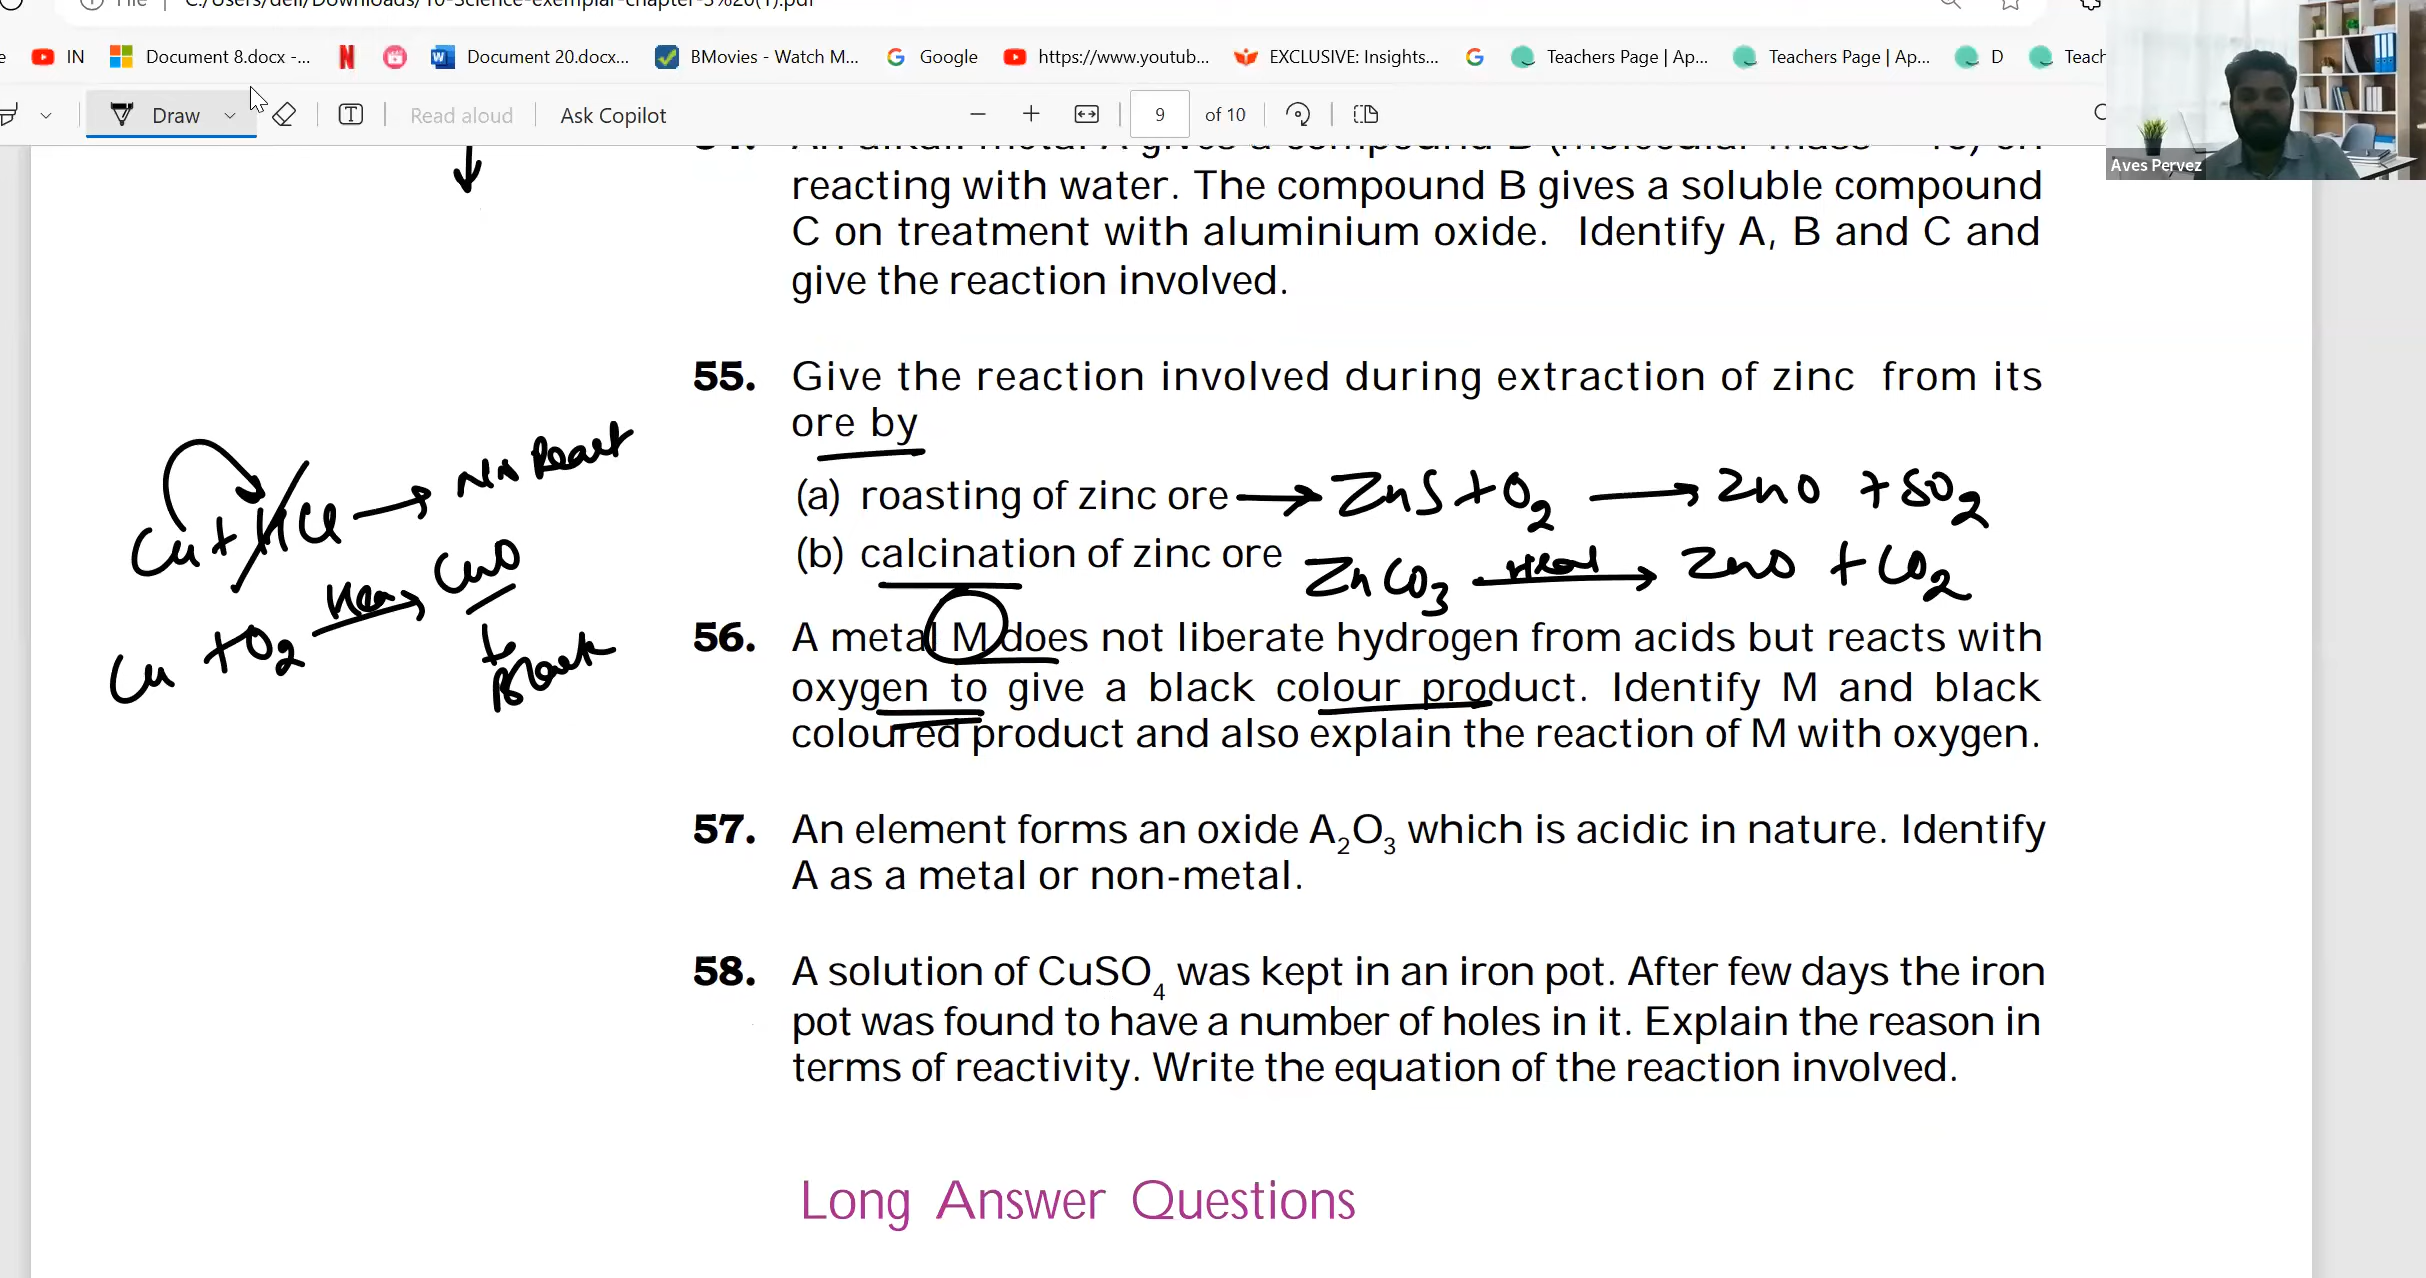 C:/Users/dell/Downloads/10-Science-exemplar-chapter-3%20(1).pdf
IN Document 8.docx -... Document 20.docx... BMovies - Watch M... Google https://www.youtub... EXCLUSIVE: Insights... Teachers Page | Ap... Teachers Page | Ap... D Teach
Draw Read aloud Ask Copilot 9 of 10
Aves Pervez
reacting with water. The compound B gives a soluble compound
C on treatment with aluminium oxide. Identify A, B and C and
give the reaction involved.
55. Give the reaction involved during extraction of zinc from its
ore by
(a) roasting of zinc ore → ZnS + O2 → ZnO + SO2
(b) calcination of zinc ore ZnCO3 Heat → ZnO + CO2
Cu + HCl → No React
Cu + O2 Heat → CuO
Black
56. A metal M does not liberate hydrogen from acids but reacts with
oxygen to give a black colour product. Identify M and black
coloured product and also explain the reaction of M with oxygen.
57. An element forms an oxide A2O3 which is acidic in nature. Identify
A as a metal or non-metal.
58. A solution of CuSO4 was kept in an iron pot. After few days the iron
pot was found to have a number of holes in it. Explain the reason in
terms of reactivity. Write the equation of the reaction involved.
Long Answer Questions